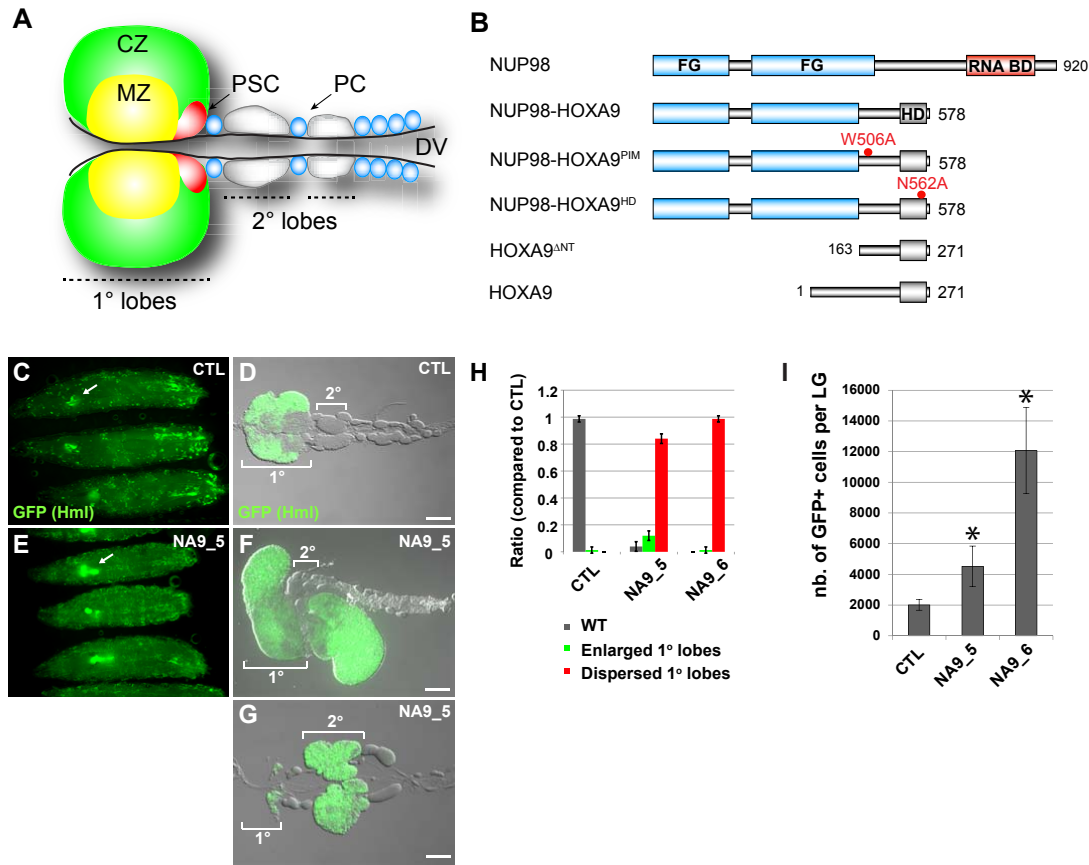 A
CZ
MZ
PSC
PC
DV
2° lobes
1° lobes
B
NUP98
FG
FG
RNA BD
920
NUP98-HOXA9
HD
578
W506A
NUP98-HOXA9PIM
578
N562A
NUP98-HOXA9HD
578
HOXA9ΔNT
163
271
HOXA9
1
271
C
CTL
GFP (Hml)
D
CTL
2°
1°
GFP (Hml)
E
NA9_5
F
NA9_5
2°
1°
G
NA9_5
2°
1°
H
Ratio (compared to CTL)
1.2
1
0.8
0.6
0.4
0.2
0
CTL
NA9_5
NA9_6
WT
Enlarged 1° lobes
Dispersed 1° lobes
I
nb. of GFP+ cells per LG
16000
14000
12000
10000
8000
6000
4000
2000
0
*
*
CTL
NA9_5
NA9_6